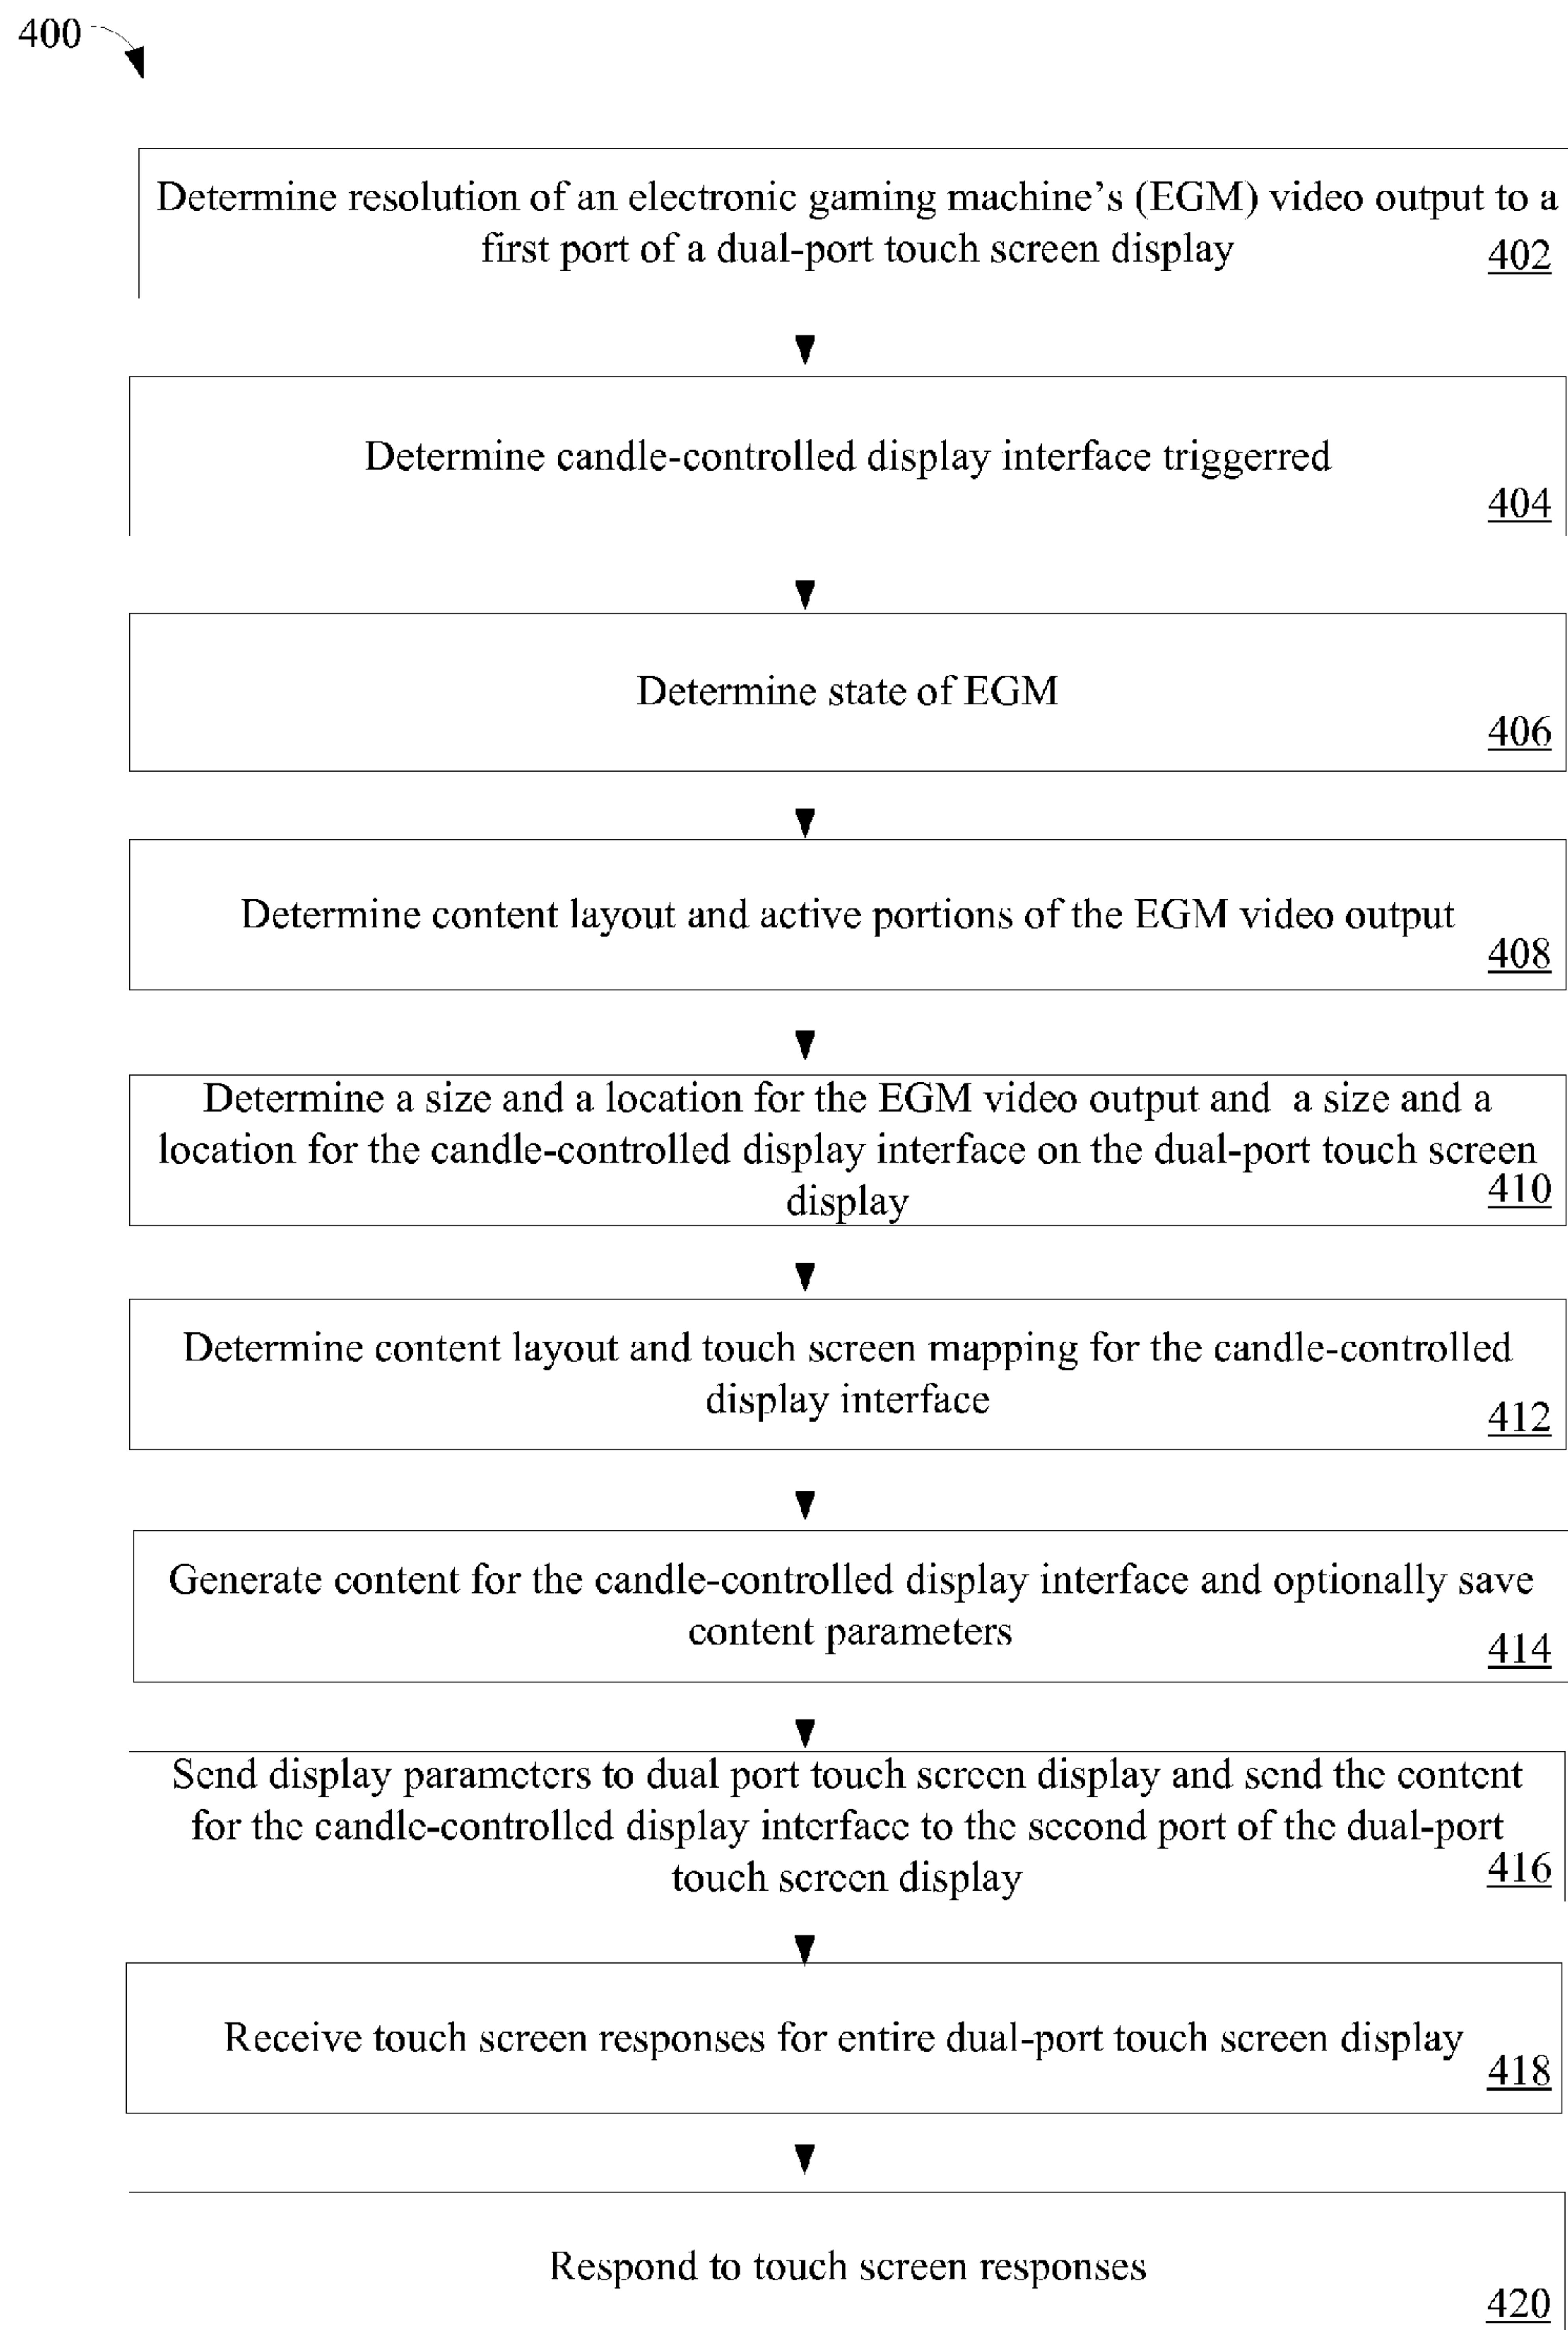 400
Determine resolution of an electronic gaming machine's (EGM) video output to a
first port of a dual-port touch screen display
402
Determine candle-controlled display interface triggerred
404
Determine state of EGM
406
Determine content layout and active portions of the EGM video output
408
Determine a size and a location for the EGM video output and a size and a
location for the candle-controlled display interface on the dual-port touch screen
display
410
Determine content layout and touch screen mapping for the candle-controlled
display interface
412
Generate content for the candle-controlled display interface and optionally save
content parameters
414
Send display parameters to dual port touch screen display and send the content
for the candle-controlled display interface to the second port of the dual-port
touch screen display
416
Receive touch screen responses for entire dual-port touch screen display
418
Respond to touch screen responses
420